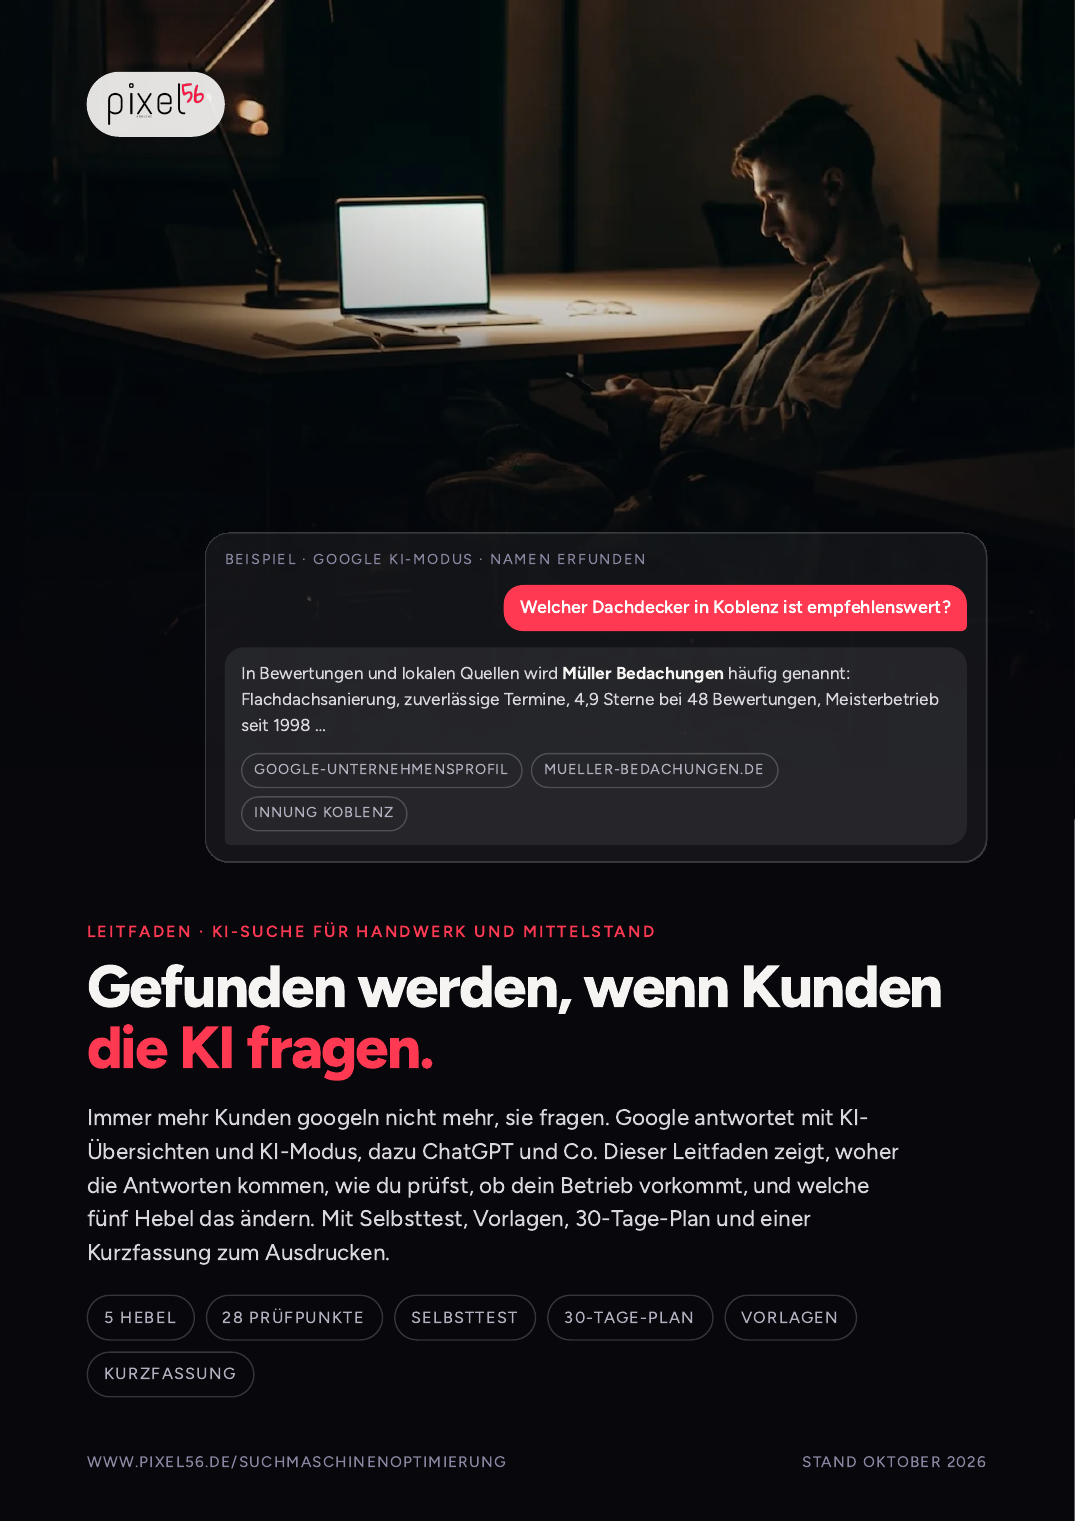 pixel56
BEISPIEL · GOOGLE KI-MODUS · NAMEN ERFUNDEN
Welcher Dachdecker in Koblenz ist empfehlenswert?
In Bewertungen und lokalen Quellen wird Müller Bedachungen häufig genannt:
Flachdachsanierung, zuverlässige Termine, 4,9 Sterne bei 48 Bewertungen, Meisterbetrieb
seit 1998 ...
GOOGLE-UNTERNEHMENSPROFIL MUELLER-BEDACHUNGEN.DE
INNUNG KOBLENZ
LEITFADEN · KI-SUCHE FÜR HANDWERK UND MITTELSTAND
Gefunden werden, wenn Kunden
die KI fragen.
Immer mehr Kunden googeln nicht mehr, sie fragen. Google antwortet mit KI-
Übersichten und KI-Modus, dazu ChatGPT und Co. Dieser Leitfaden zeigt, woher
die Antworten kommen, wie du prüfst, ob dein Betrieb vorkommt, und welche
fünf Hebel das ändern. Mit Selbsttest, Vorlagen, 30-Tage-Plan und einer
Kurzfassung zum Ausdrucken.
5 HEBEL 28 PRÜFPUNKTE SELBSTTEST 30-TAGE-PLAN VORLAGEN
KURZFASSUNG
WWW.PIXEL56.DE/SUCHMASCHINENOPTIMIERUNG STAND OKTOBER 2026